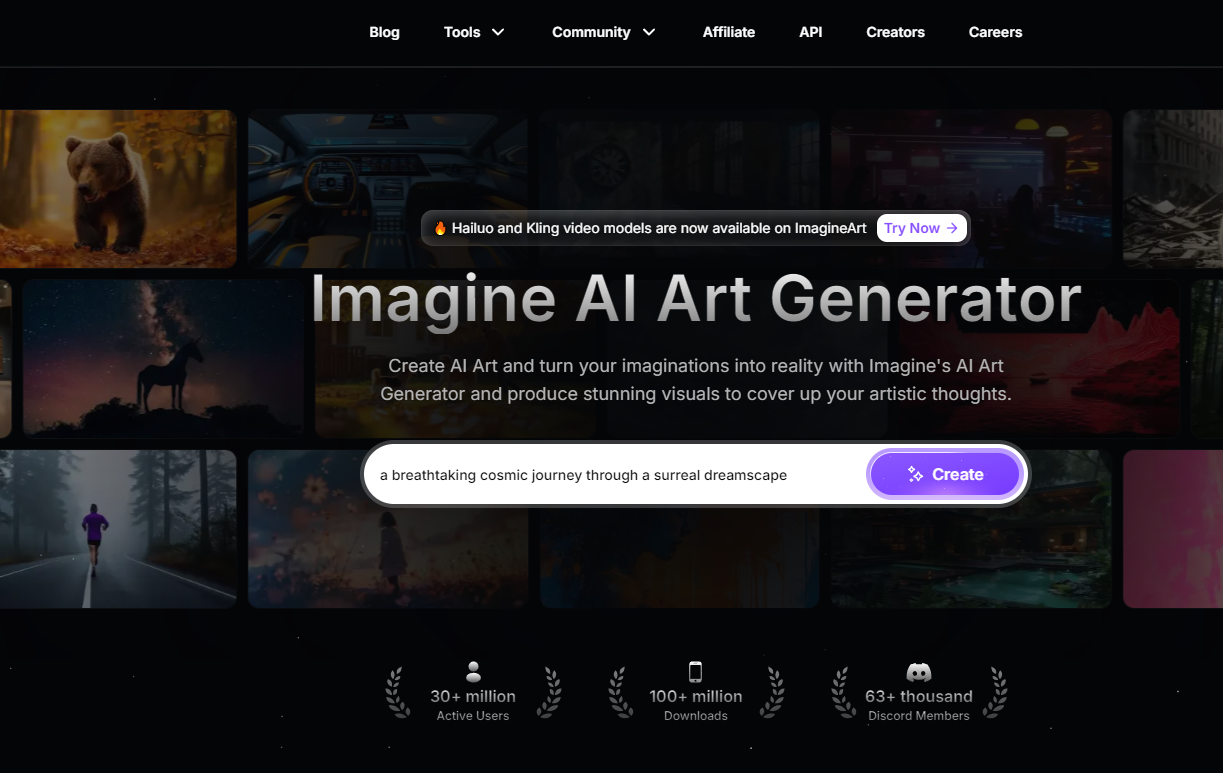 Blog Tools Community Affiliate API Creators Careers
🔥 Hailuo and Kling video models are now available on ImagineArt Try Now →
Imagine AI Art Generator
Create AI Art and turn your imaginations into reality with Imagine's AI Art
Generator and produce stunning visuals to cover up your artistic thoughts.
a breathtaking cosmic journey through a surreal dreamscape Create
30+ million 100+ million 63+ thousand
Active Users Downloads Discord Members